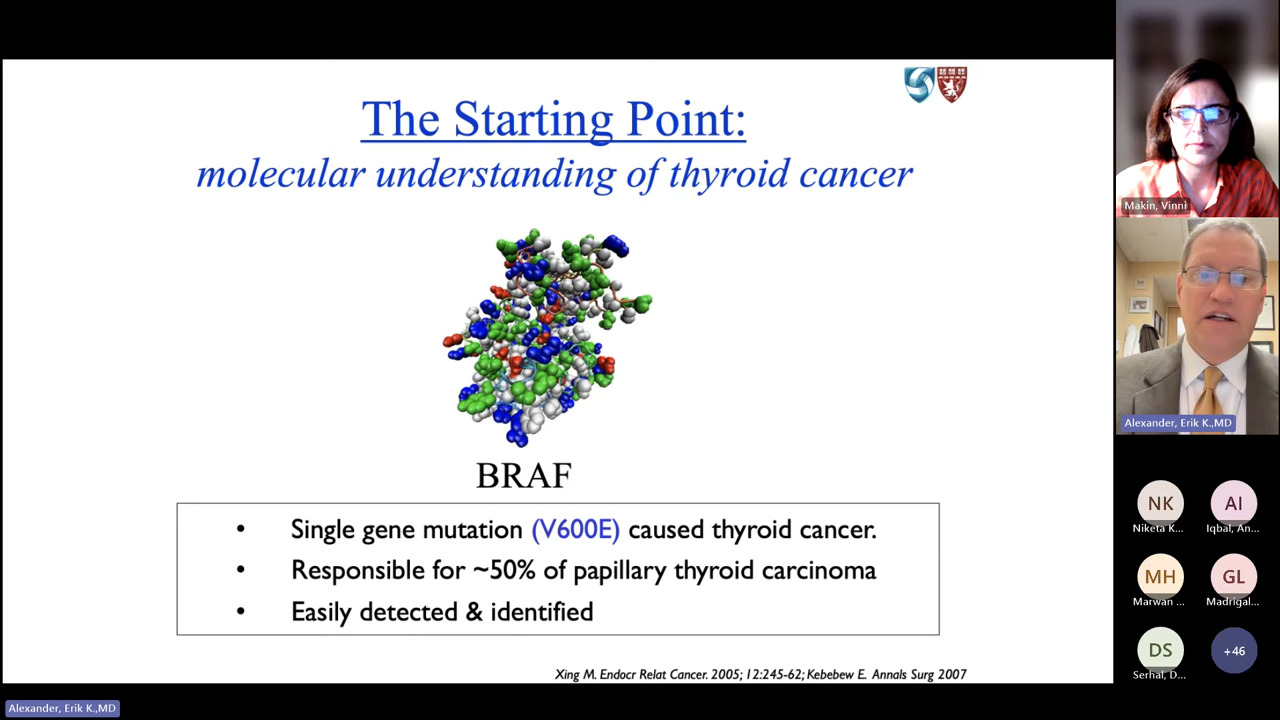 The Starting Point:
molecular understanding of thyroid cancer
BRAF
• Single gene mutation (V600E) caused thyroid cancer.
• Responsible for ~50% of papillary thyroid carcinoma
• Easily detected & identified
Xing M. Endocr Relat Cancer. 2005; 12:245-62; Kebebew E. Annals Surg 2007
Makin, Vinni
Alexander, Erik K.,MD
NK
AI
Niketa K...
Iqbal, An...
MH
GL
Marwan ...
Madrigal...
DS
+46
Serhal, D...
Alexander, Erik K.,MD